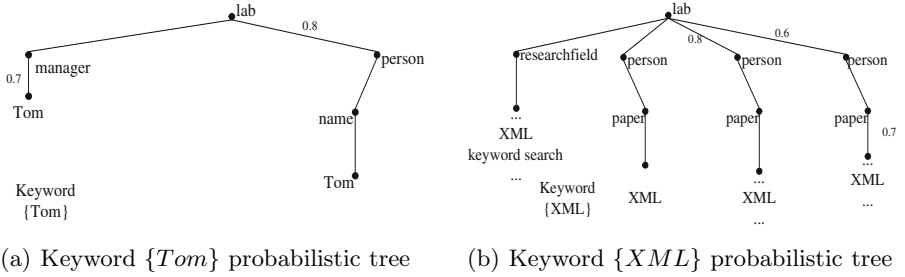 lab
0.8
manager
person
0.7
Tom
name
Tom
Keyword
{Tom}
(a) Keyword {Tom} probabilistic tree
lab
0.8
0.6
researchfield
person
person
person
paper
paper
paper
0.7
...
XML
keyword search
...
Keyword
{XML}
XML
...
XML
...
...
XML
...
(b) Keyword {XML} probabilistic tree